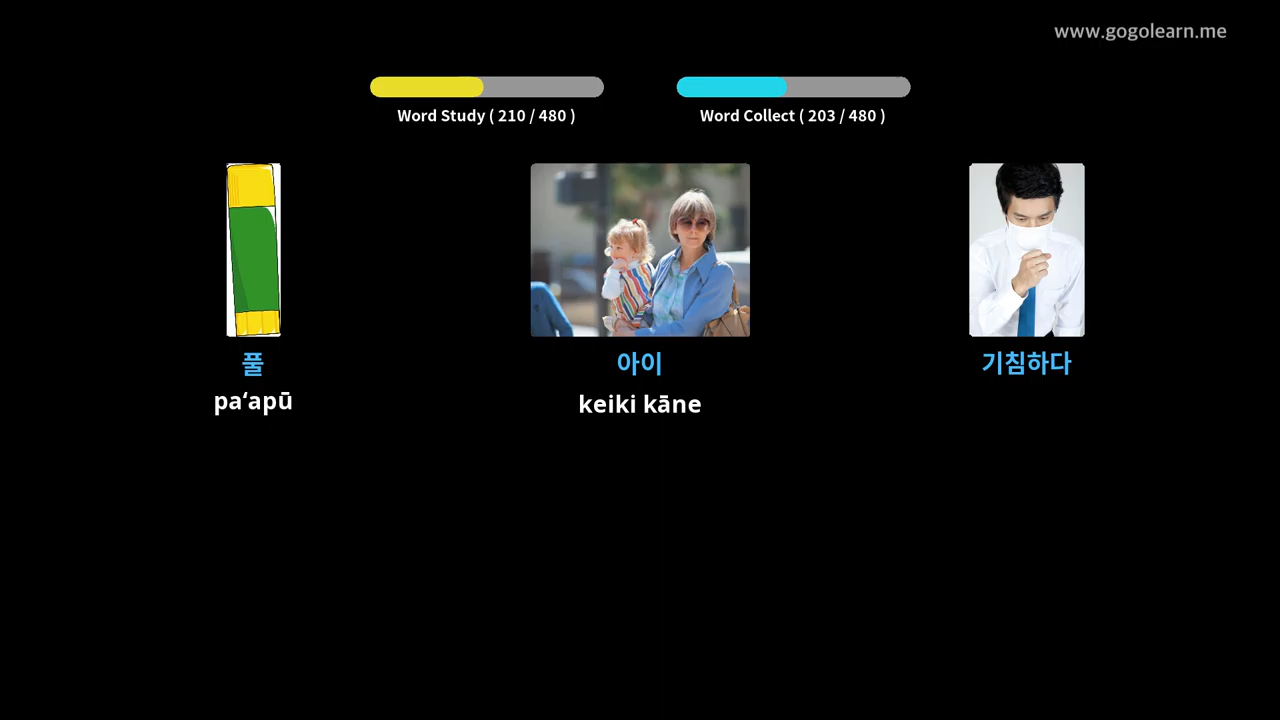 www.gogolearn.me
Word Study ( 210 / 480 )
Word Collect ( 203 / 480 )
풀
paʻapū
아이
keiki kāne
기침하다